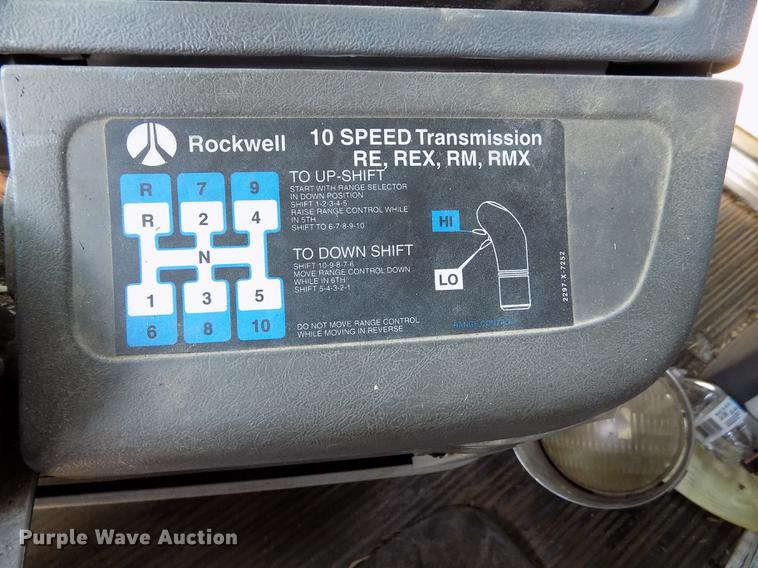 Rockwell
10 SPEED Transmission
RE, REX, RM, RMX
R 7 9
R 2 4
N
1 3 5
6 8 10
TO UP-SHIFT
START WITH RANGE SELECTOR
IN DOWN POSITION
SHIFT 1-2-3-4-5
RAISE RANGE CONTROL WHILE
IN 5TH
SHIFT TO 6-7-8-9-10
TO DOWN SHIFT
SHIFT 10-9-8-7-6
MOVE RANGE CONTROL DOWN
WHILE IN 6TH
SHIFT 5-4-3-2-1
DO NOT MOVE RANGE CONTROL
WHILE MOVING IN REVERSE
HI
LO
RANGE CONTROL
2297-X-7252
Purple Wave Auction